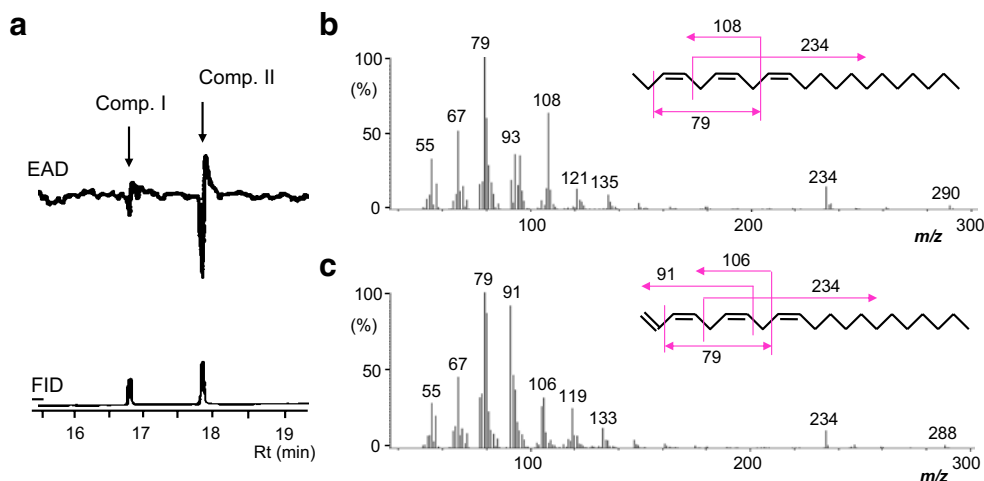 a
Comp. I
Comp. II
EAD
FID
16 17 18 19
Rt (min)
b
100
(%)
50
0
55
67
79
93
108
121
135
234
290
100 200 300
m/z
108
234
79
c
100
(%)
50
0
55
67
79
91
106
119
133
234
288
100 200 300
m/z
106
91
234
79